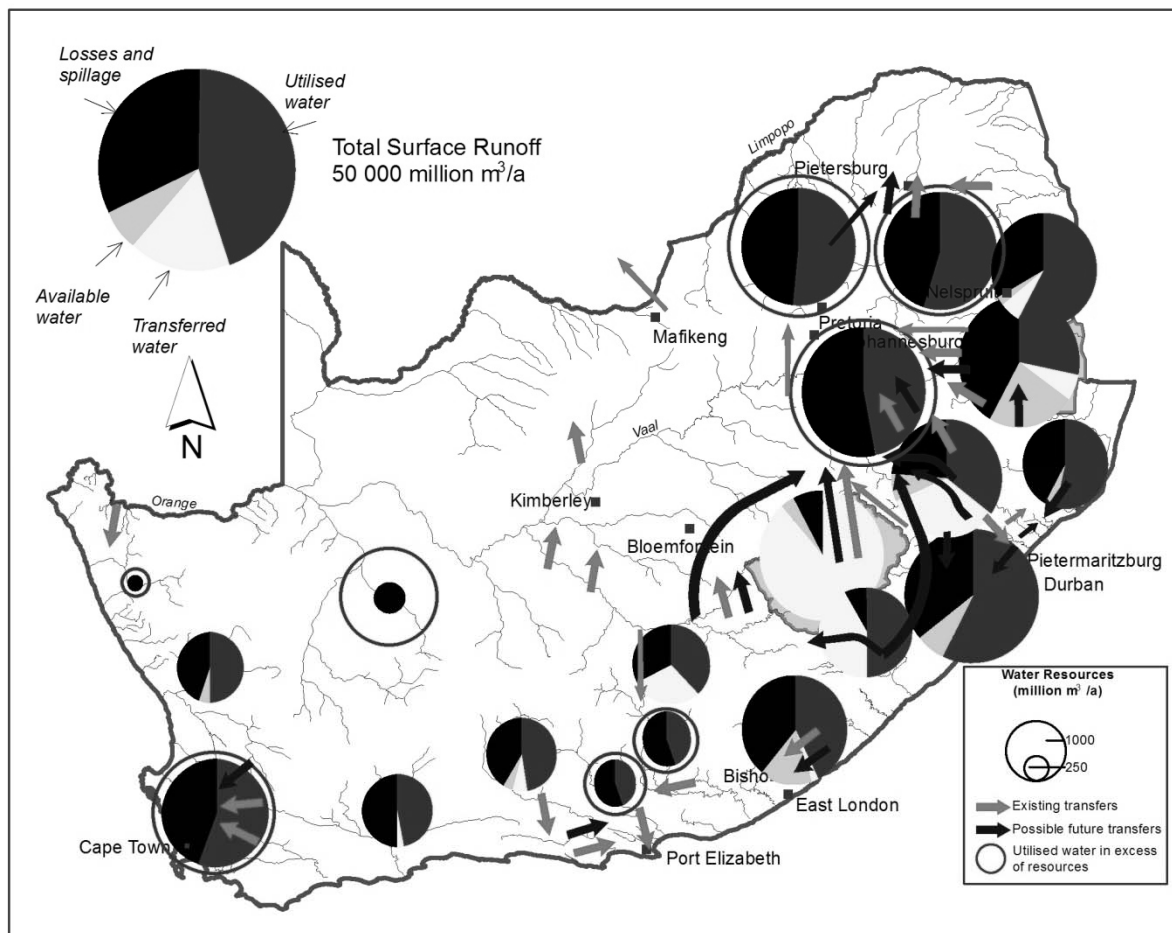 Losses and
spillage
Utilised
water
Total Surface Runoff
50 000 million m³/a
Available
water
Transferred
water
N
Limpopo
Pietersburg
Nelspruit
Mafikeng
Pretoria
ohannesburg
Vaal
Kimberley
Orange
Bloemfontein
Pietermaritzburg
Durban
Bisho
East London
Cape Town
Port Elizabeth
Water Resources
(million m³ /a)
1000
250
Existing transfers
Possible future transfers
Utilised water in excess
of resources